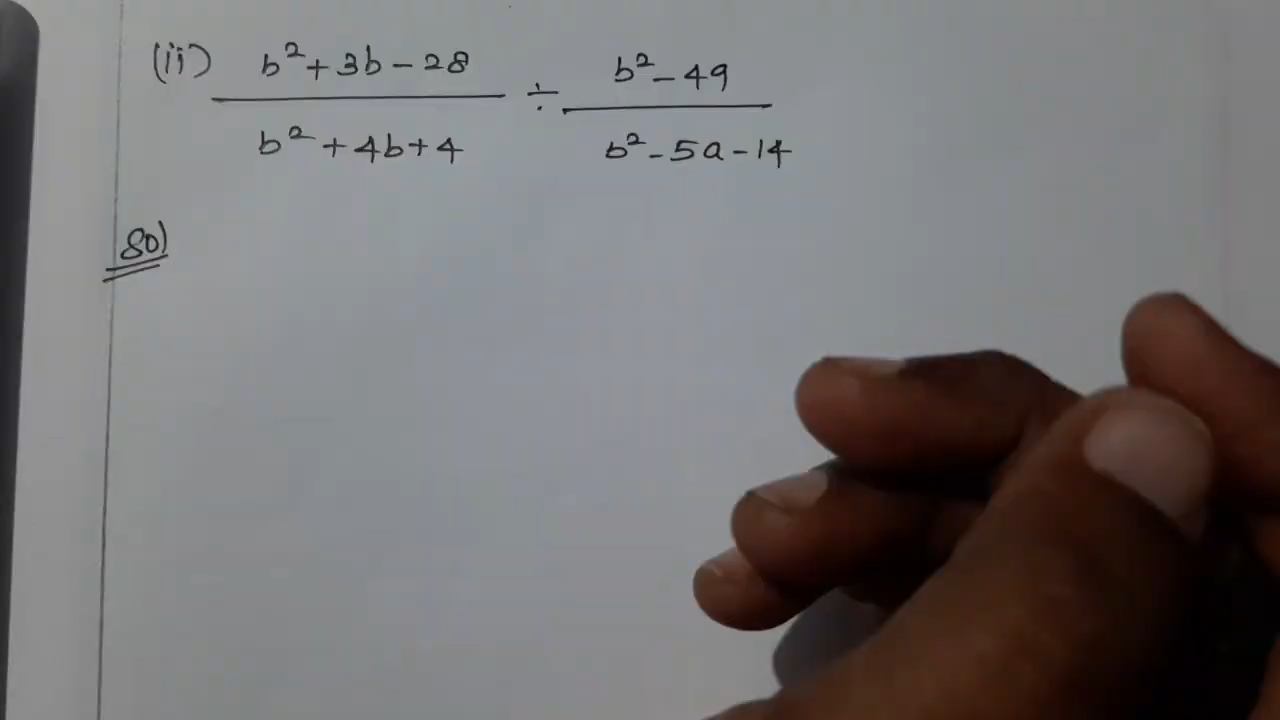 (ii) b² + 3b - 28 / b² + 4b + 4 ÷ b² - 49 / b² - 5a - 14
Sol